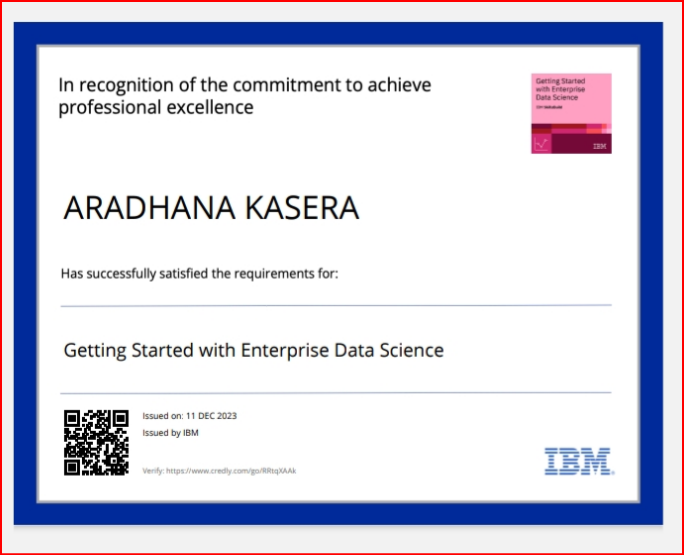 In recognition of the commitment to achieve
professional excellence
Getting Started
with Enterprise
Data Science
IBM
ARADHANA KASERA
Has successfully satisfied the requirements for:
Getting Started with Enterprise Data Science
Issued on: 11 DEC 2023
Issued by IBM
Verify: https://www.credly.com/go/RRtqXAAk
IBM.